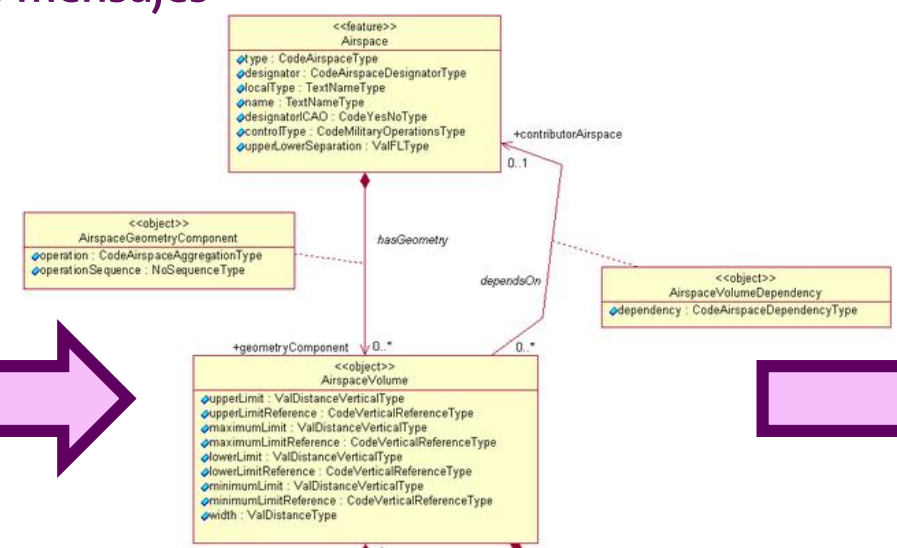 mensajes
<<feature>>
Airspace
type : CodeAirspaceType
designator : CodeAirspaceDesignatorType
localType : TextNameType
name : TextNameType
designatorICAO : CodeYesNoType
controlType : CodeMilitaryOperationsType
upperLowerSeparation : ValFLType
+contributorAirspace
0..1
<<object>>
AirspaceGeometryComponent
operation : CodeAirspaceAggregationType
operationSequence : NoSequenceType
hasGeometry
dependsOn
<<object>>
AirspaceVolumeDependency
dependency : CodeAirspaceDependencyType
+geometryComponent
0..*
0..*
<<object>>
AirspaceVolume
upperLimit : ValDistanceVerticalType
upperLimitReference : CodeVerticalReferenceType
maximumLimit : ValDistanceVerticalType
maximumLimitReference : CodeVerticalReferenceType
lowerLimit : ValDistanceVerticalType
lowerLimitReference : CodeVerticalReferenceType
minimumLimit : ValDistanceVerticalType
minimumLimitReference : CodeVerticalReferenceType
width : ValDistanceType